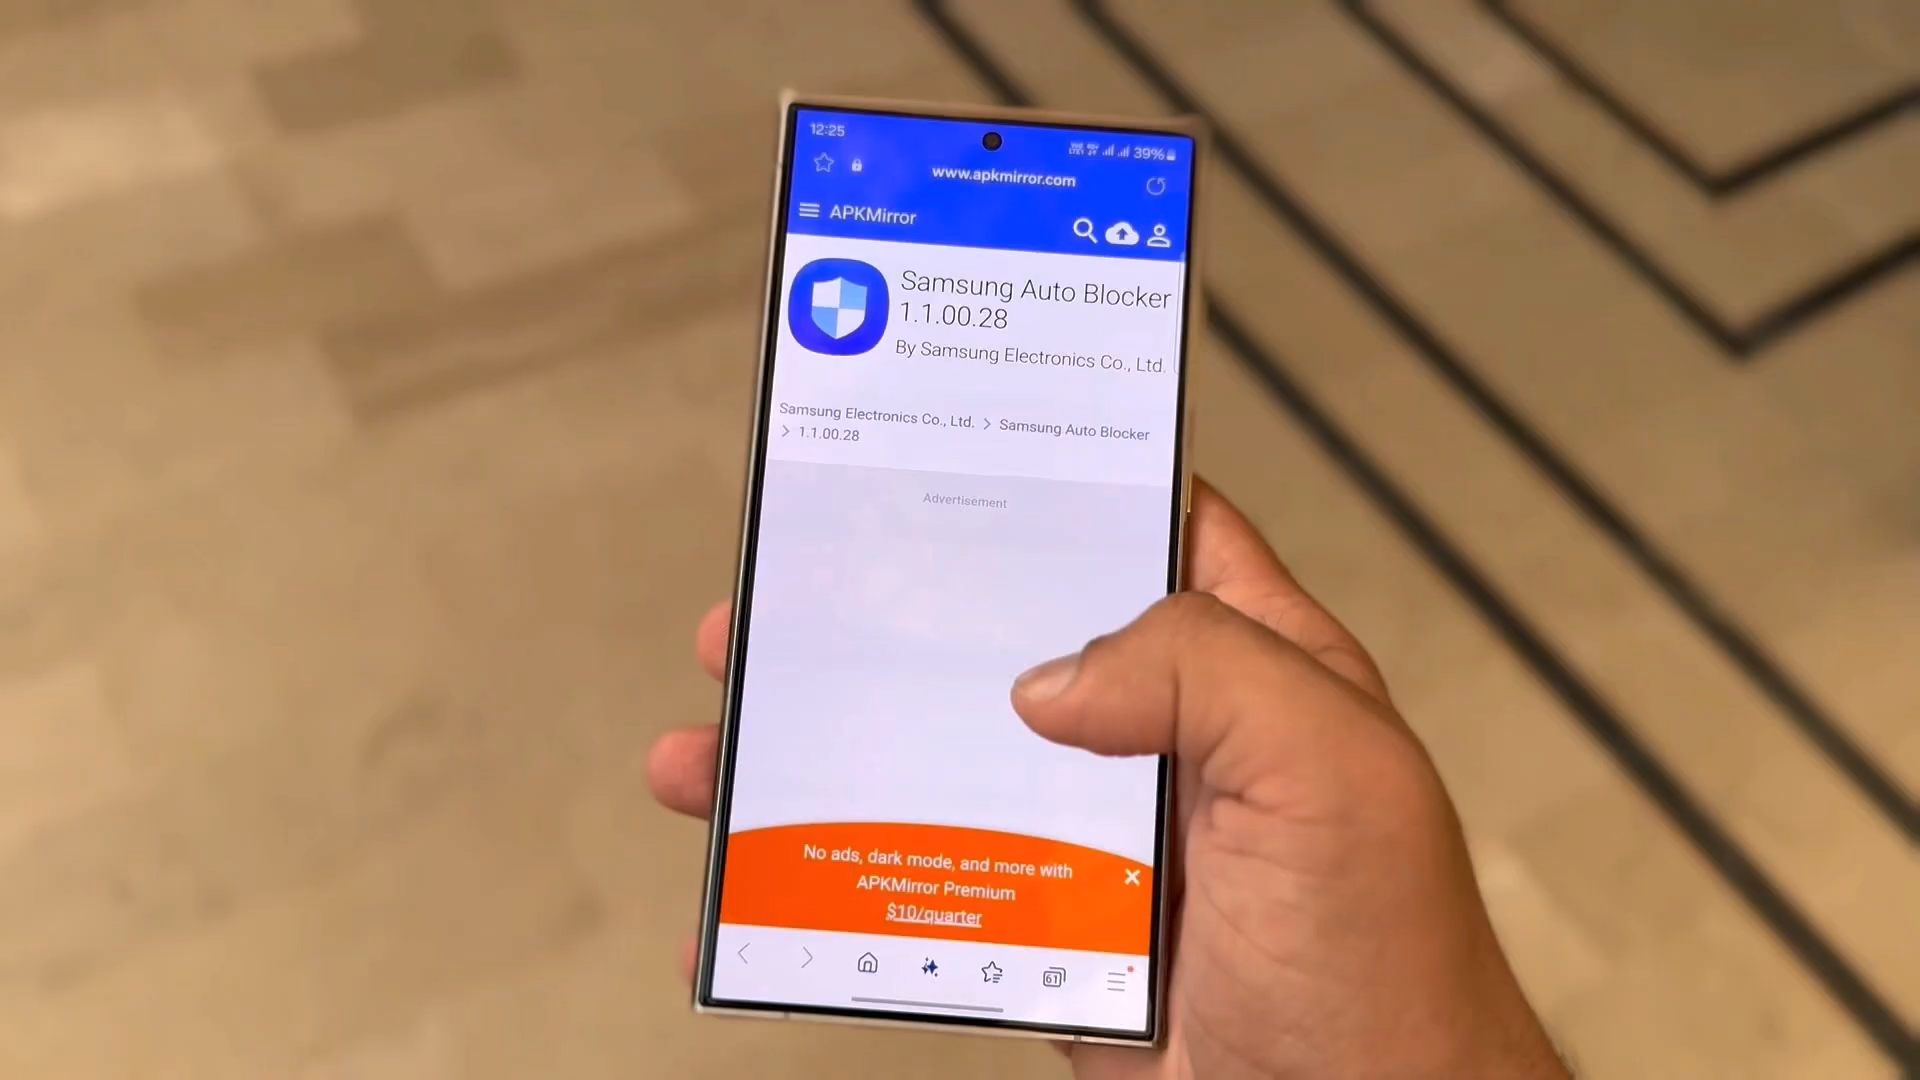 12:25
39%
www.apkmirror.com
APKMirror
Samsung Auto Blocker
1.1.00.28
By Samsung Electronics Co., Ltd.
Samsung Electronics Co., Ltd. > Samsung Auto Blocker
> 1.1.00.28
Advertisement
No ads, dark mode, and more with
APKMirror Premium
$10/quarter
61